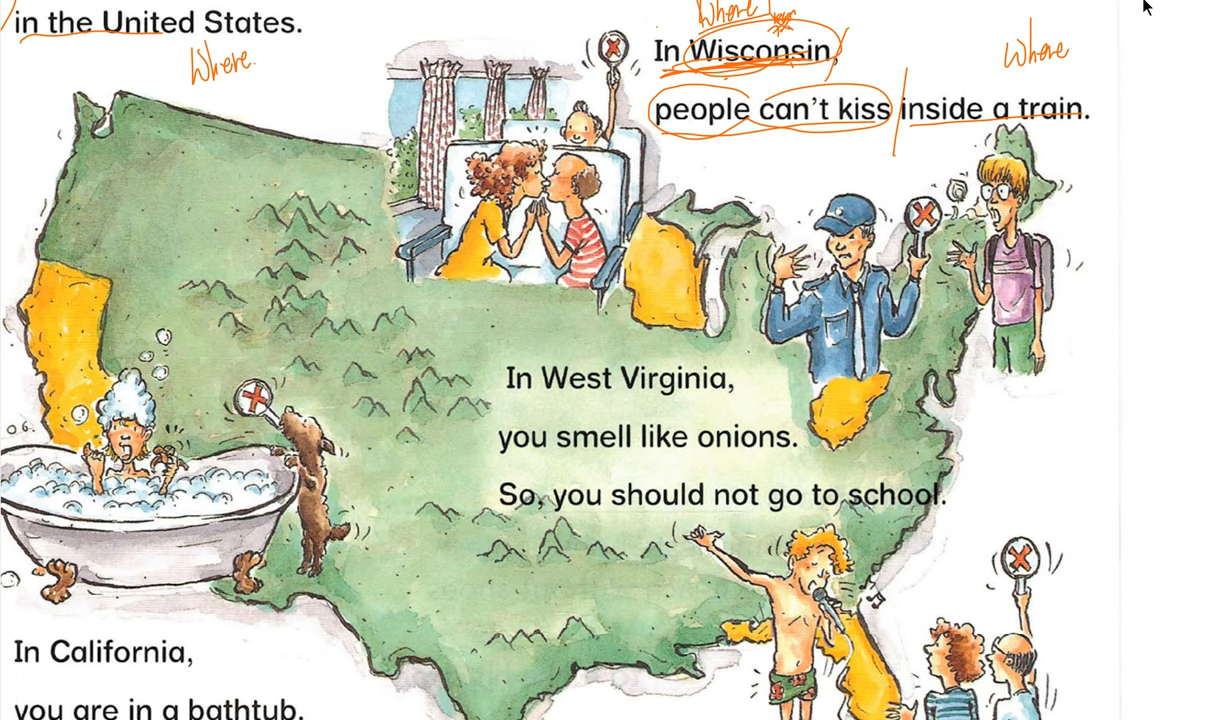 in the United States.
Where.
Where
In Wisconsin,
Where
people can't kiss inside a train.
In West Virginia,
you smell like onions.
So, you should not go to school.
In California,
you are in a bathtub.